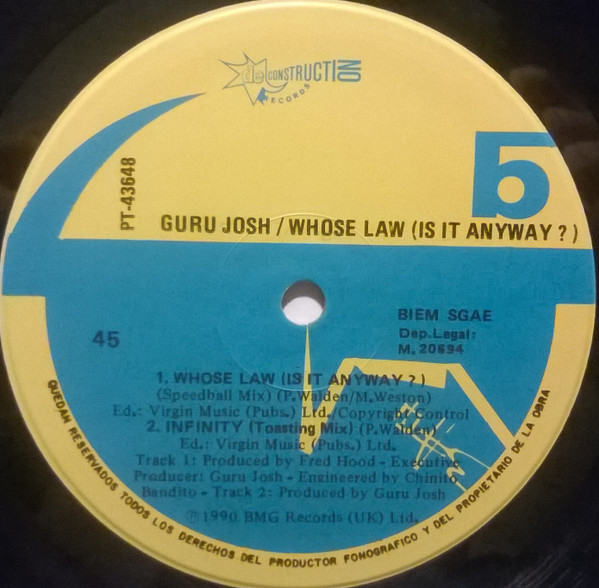 de CONSTRUCTION
RECORDS
b
PT-43648
GURU JOSH / WHOSE LAW (IS IT ANYWAY ? )
BIEM SGAE
Dep.Legal:
M. 20694
45
1. WHOSE LAW (IS IT ANYWAY ? )
(Speedball Mix) (P.Walden/M.Weston)
Ed.: Virgin Music (Pubs.) Ltd./Copyright Control
2. INFINITY (Toasting Mix) (P.Walden)
Ed.: Virgin Music (Pubs.) Ltd.
Track 1: Produced by Fred Hood - Executive
Producer: Guru Josh - Engineered by Chinito
Bandito - Track 2: Produced by Guru Josh
℗ 1990 BMG Records (UK) Ltd.
QUEDAN RESERVADOS TODOS LOS DERECHOS DEL PRODUCTOR FONOGRAFICO Y DEL PROPIETARIO DE LA OBRA